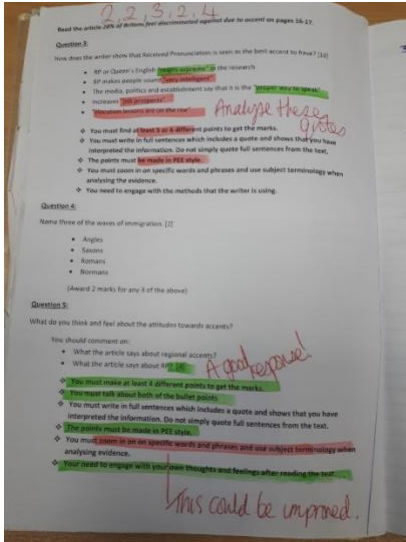 2, 2, 3, 2, 4
Read the article 28% of Britons feel discriminated against due to accent on pages 16-17.
Question 3:
How does the writer show that Received Pronunciation is seen as the best accent to have? [10]
• RP or Queen's English "reigns supreme" in the research
• RP makes people sound "very intelligent"
• The media, politics and establishment say that it is the "proper way to speak"
• Increases "job prospects"
• "elocution lessons are on the rise"
Analyse these quotes
❖ You must find at least 3 or 4 different points to get the marks.
❖ You must write in full sentences which includes a quote and shows that you have
interpreted the information. Do not simply quote full sentences from the text.
❖ The points must be made in PEE style.
❖ You must zoom in on specific words and phrases and use subject terminology when
analysing the evidence.
❖ You need to engage with the methods that the writer is using.
Question 4:
Name three of the waves of immigration. [2]
• Angles
• Saxons
• Romans
• Normans
(Award 2 marks for any 3 of the above)
Question 5:
What do you think and feel about the attitudes towards accents?
You should comment on:
• What the article says about regional accents?
• What the article says about RP?
A good response!
❖ You must make at least 4 different points to get the marks.
❖ You must talk about both of the bullet points
❖ You must write in full sentences which includes a quote and shows that you have
interpreted the information. Do not simply quote full sentences from the text.
❖ The points must be made in PEE style.
❖ You must zoom in on on specific words and phrases and use subject terminology when
analysing evidence.
❖ Your need to engage with your own thoughts and feelings after reading the text
This could be improved.